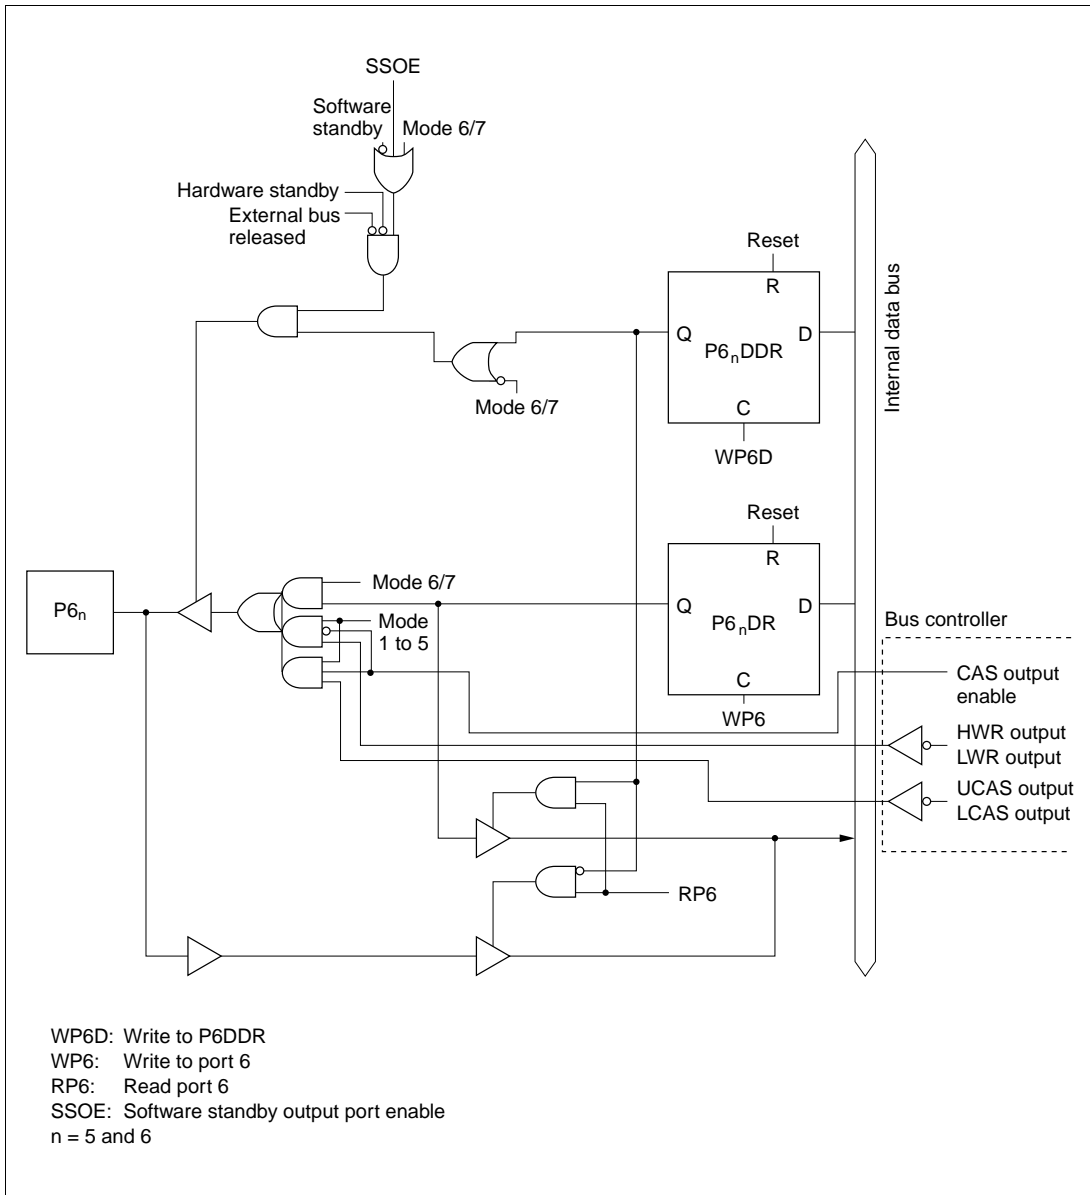 SSOE
Software
standby
Mode 6/7
Hardware standby
External bus
released
Reset
R
Q
P6nDDR
D
C
WP6D
Mode 6/7
Internal data bus
Reset
R
Q
P6nDR
D
C
WP6
P6n
Mode 6/7
Mode
1 to 5
Bus controller
CAS output
enable
HWR output
LWR output
UCAS output
LCAS output
RP6
WP6D: Write to P6DDR
WP6: Write to port 6
RP6: Read port 6
SSOE: Software standby output port enable
n = 5 and 6